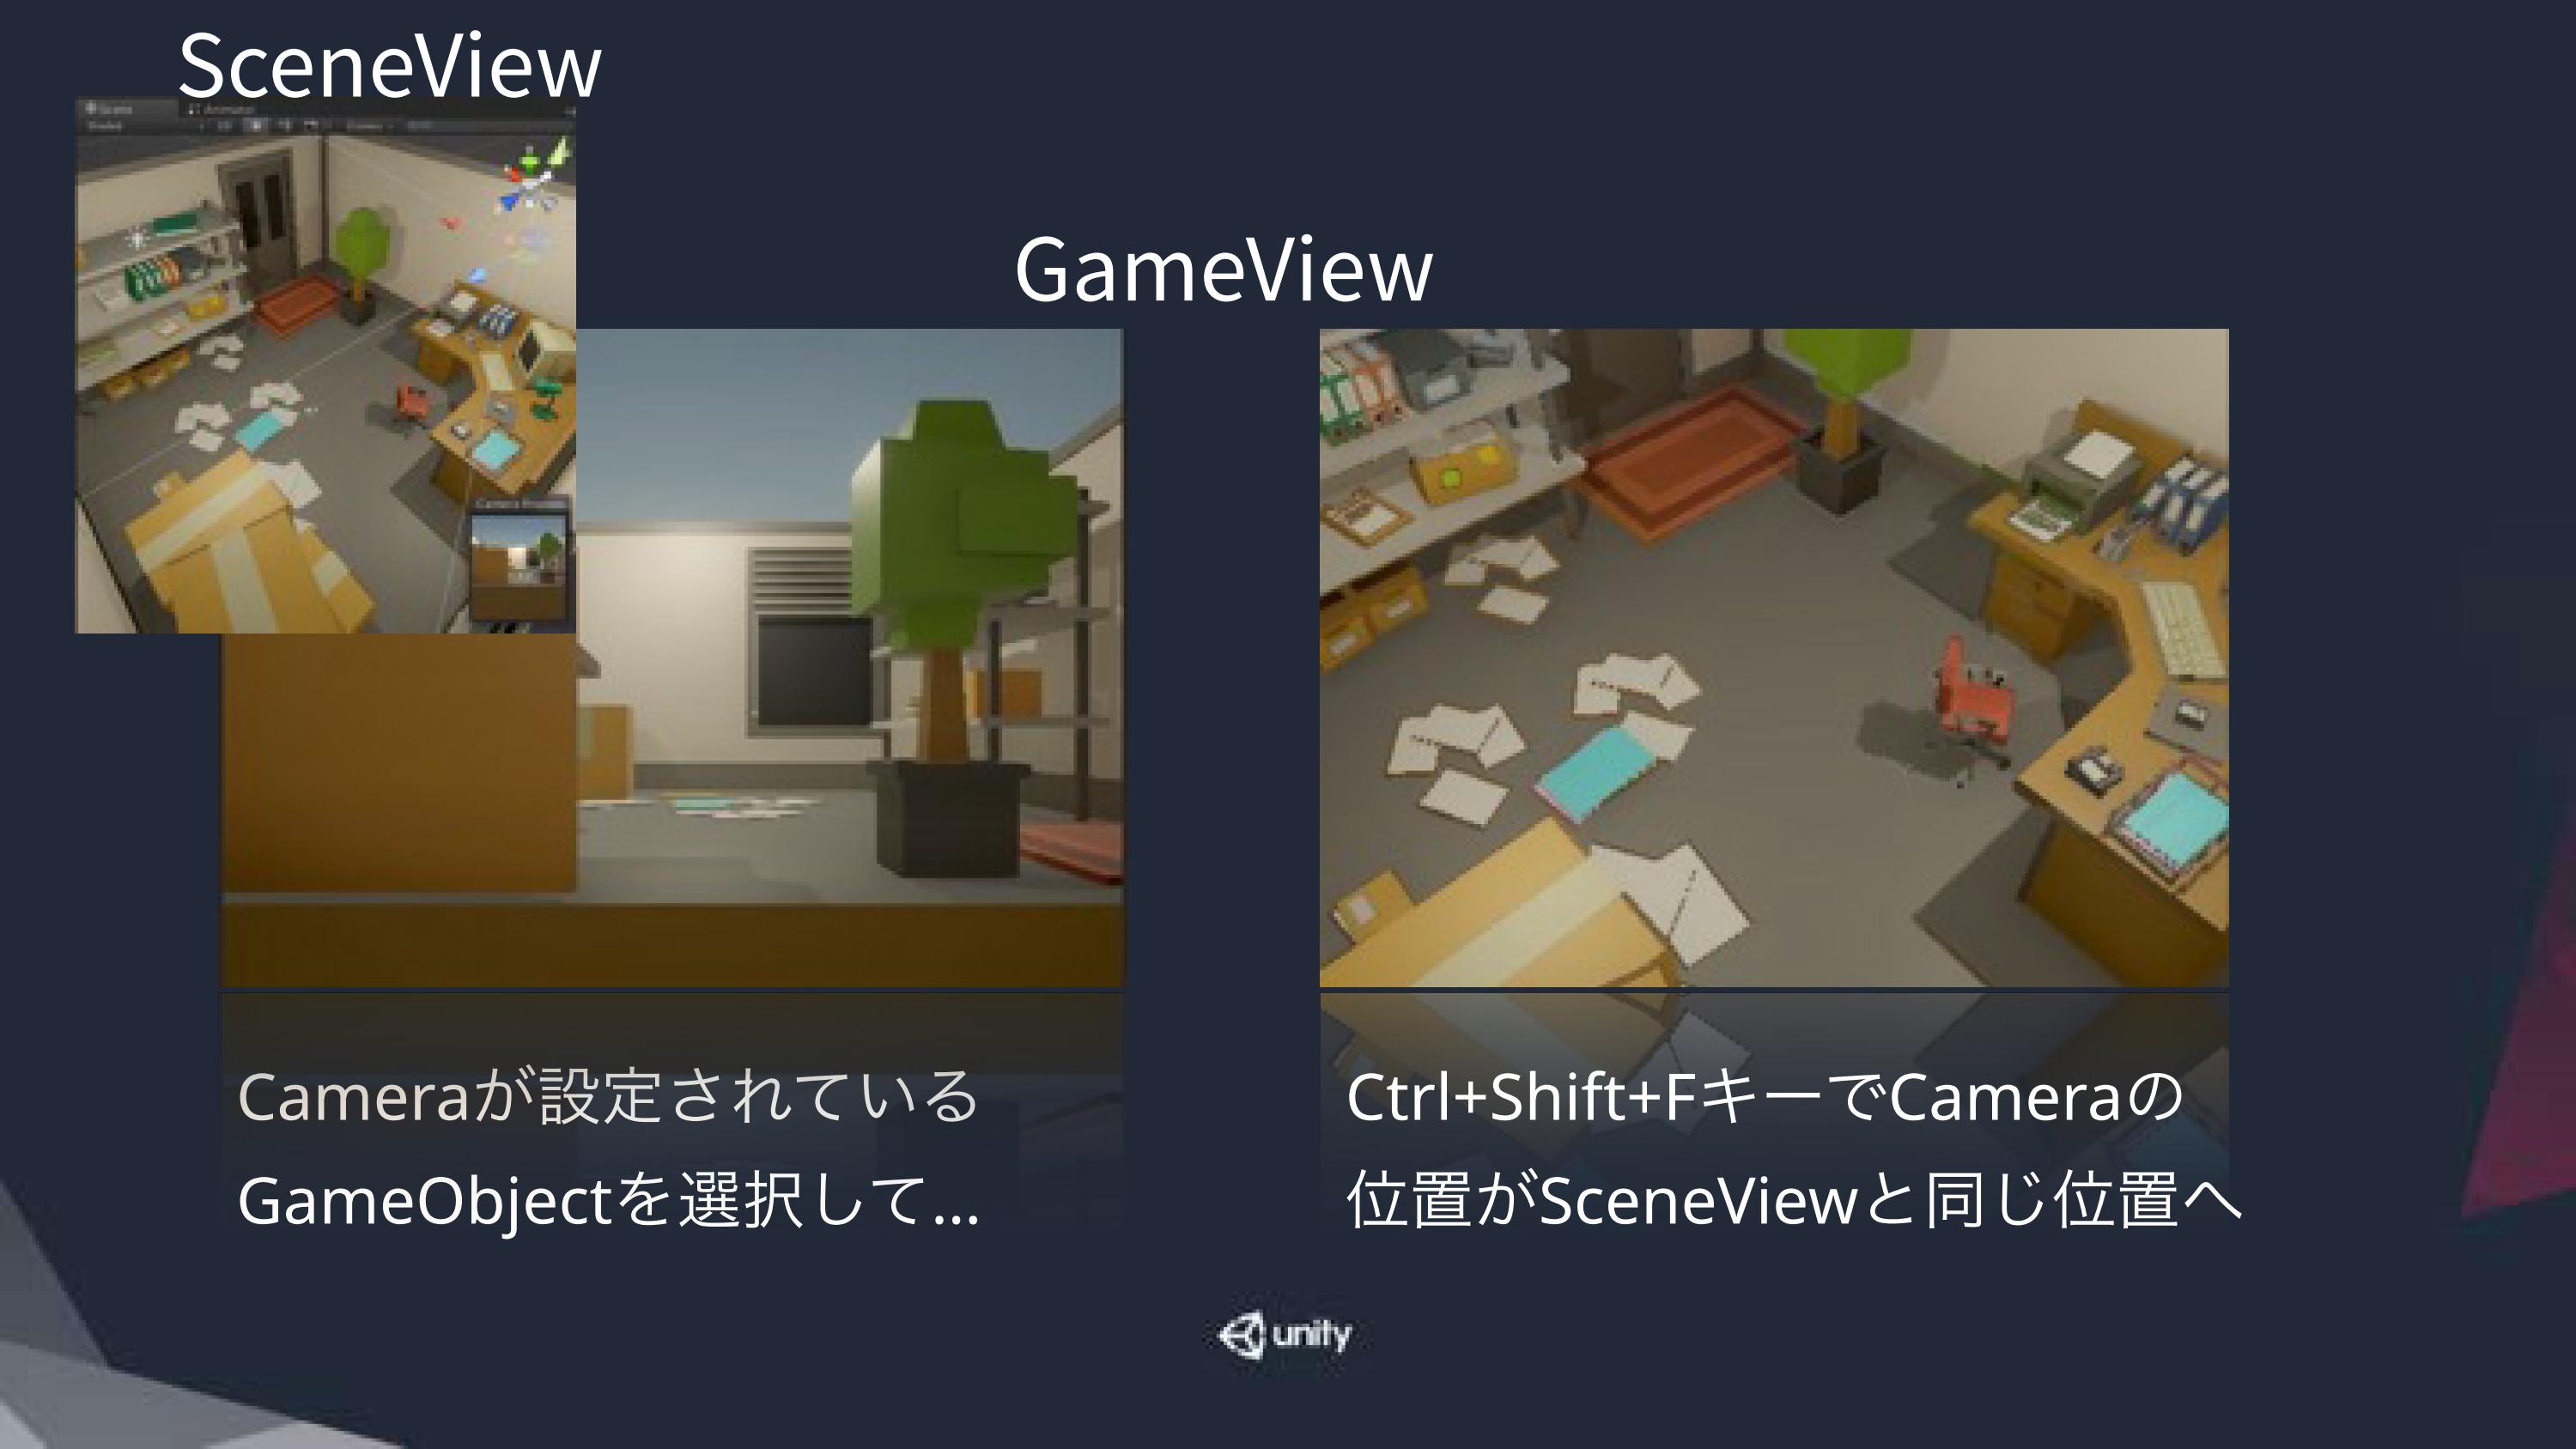 SceneView
GameView
Cameraが設定されている
GameObjectを選択して...
Ctrl+Shift+FキーでCameraの
位置がSceneViewと同じ位置へ
unity